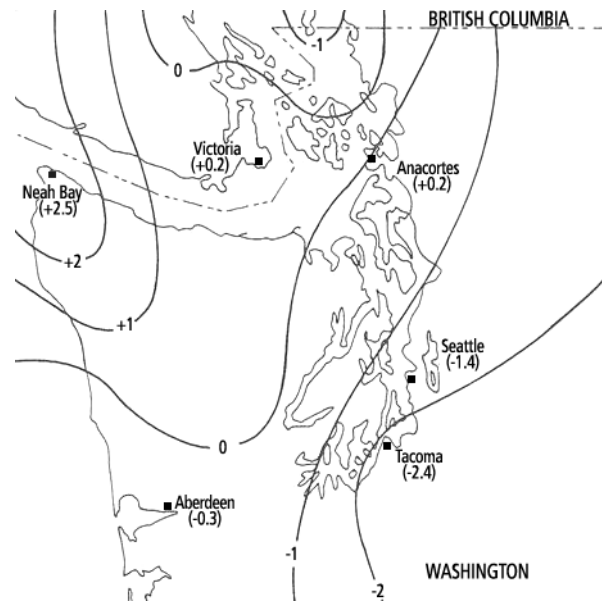 BRITISH COLUMBIA
-1
0
Victoria
(+0.2)
Anacortes
(+0.2)
Neah Bay
(+2.5)
+2
+1
Seattle
(-1.4)
0
Tacoma
(-2.4)
Aberdeen
(-0.3)
-1
WASHINGTON
-2